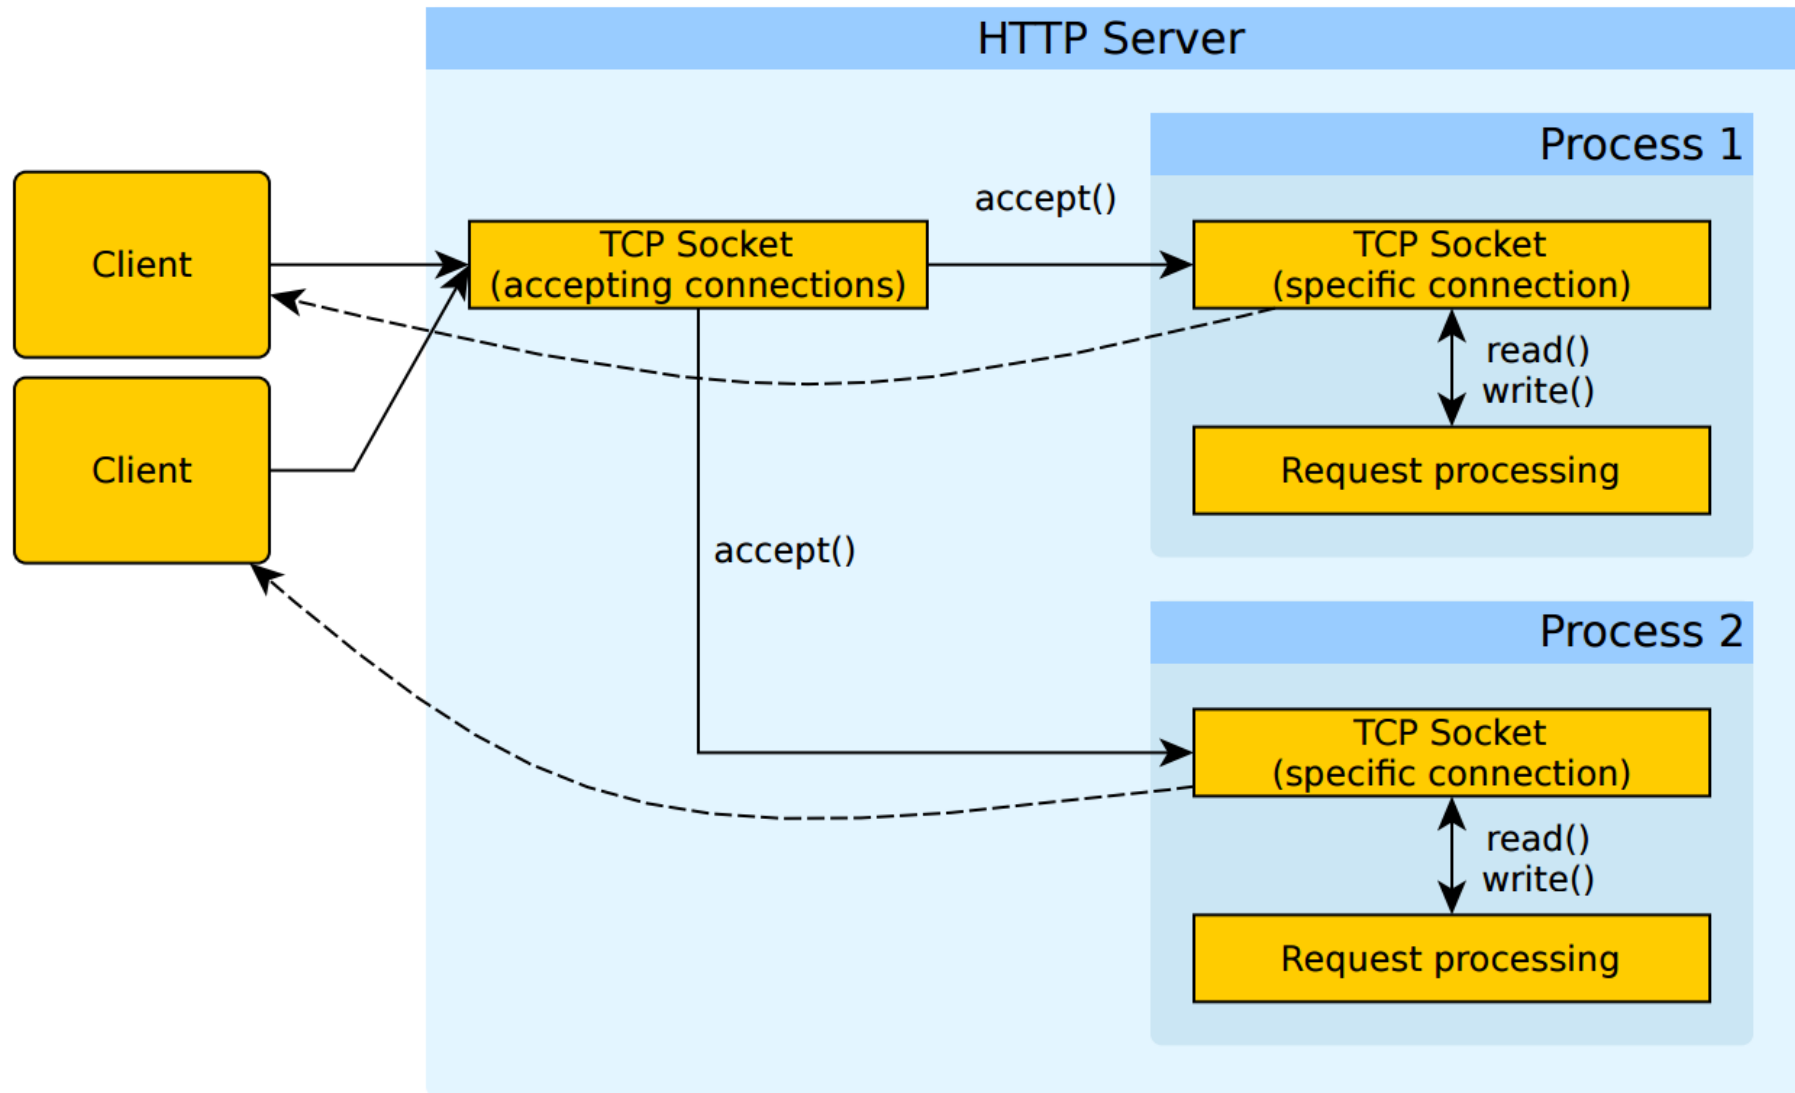 HTTP Server
Process 1
accept()
Client
TCP Socket
(accepting connections)
TCP Socket
(specific connection)
read()
write()
Client
Request processing
accept()
Process 2
TCP Socket
(specific connection)
read()
write()
Request processing